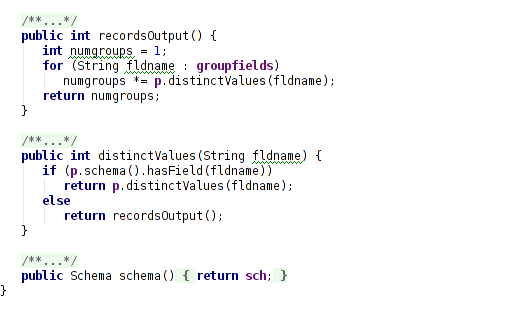 /**...*/
public int recordsOutput() {
int numgroups = 1;
for (String fldname : groupfields)
numgroups *= p.distinctValues(fldname);
return numgroups;
}
/**...*/
public int distinctValues(String fldname) {
if (p.schema().hasField(fldname))
return p.distinctValues(fldname);
else
return recordsOutput();
}
/**...*/
public Schema schema() { return sch; }
}